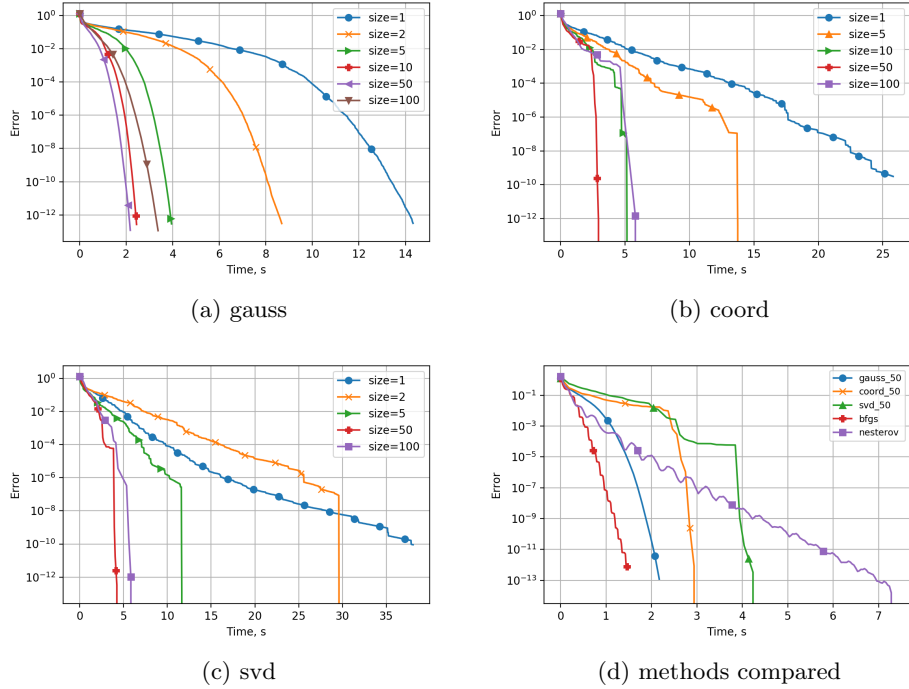 10^0
10^−2
10^−4
10^−6
10^−8
10^−10
10^−12
Error
0 2 4 6 8 10 12 14
Time, s
size=1
size=2
size=5
size=10
size=50
size=100
(a) gauss
10^0
10^−2
10^−4
10^−6
10^−8
10^−10
10^−12
Error
0 5 10 15 20 25
Time, s
size=1
size=5
size=10
size=50
size=100
(b) coord
10^0
10^−2
10^−4
10^−6
10^−8
10^−10
10^−12
Error
0 5 10 15 20 25 30 35
Time, s
size=1
size=2
size=5
size=50
size=100
(c) svd
10^−1
10^−3
10^−5
10^−7
10^−9
10^−11
10^−13
Error
0 1 2 3 4 5 6 7
Time, s
gauss_50
coord_50
svd_50
bfgs
nesterov
(d) methods compared